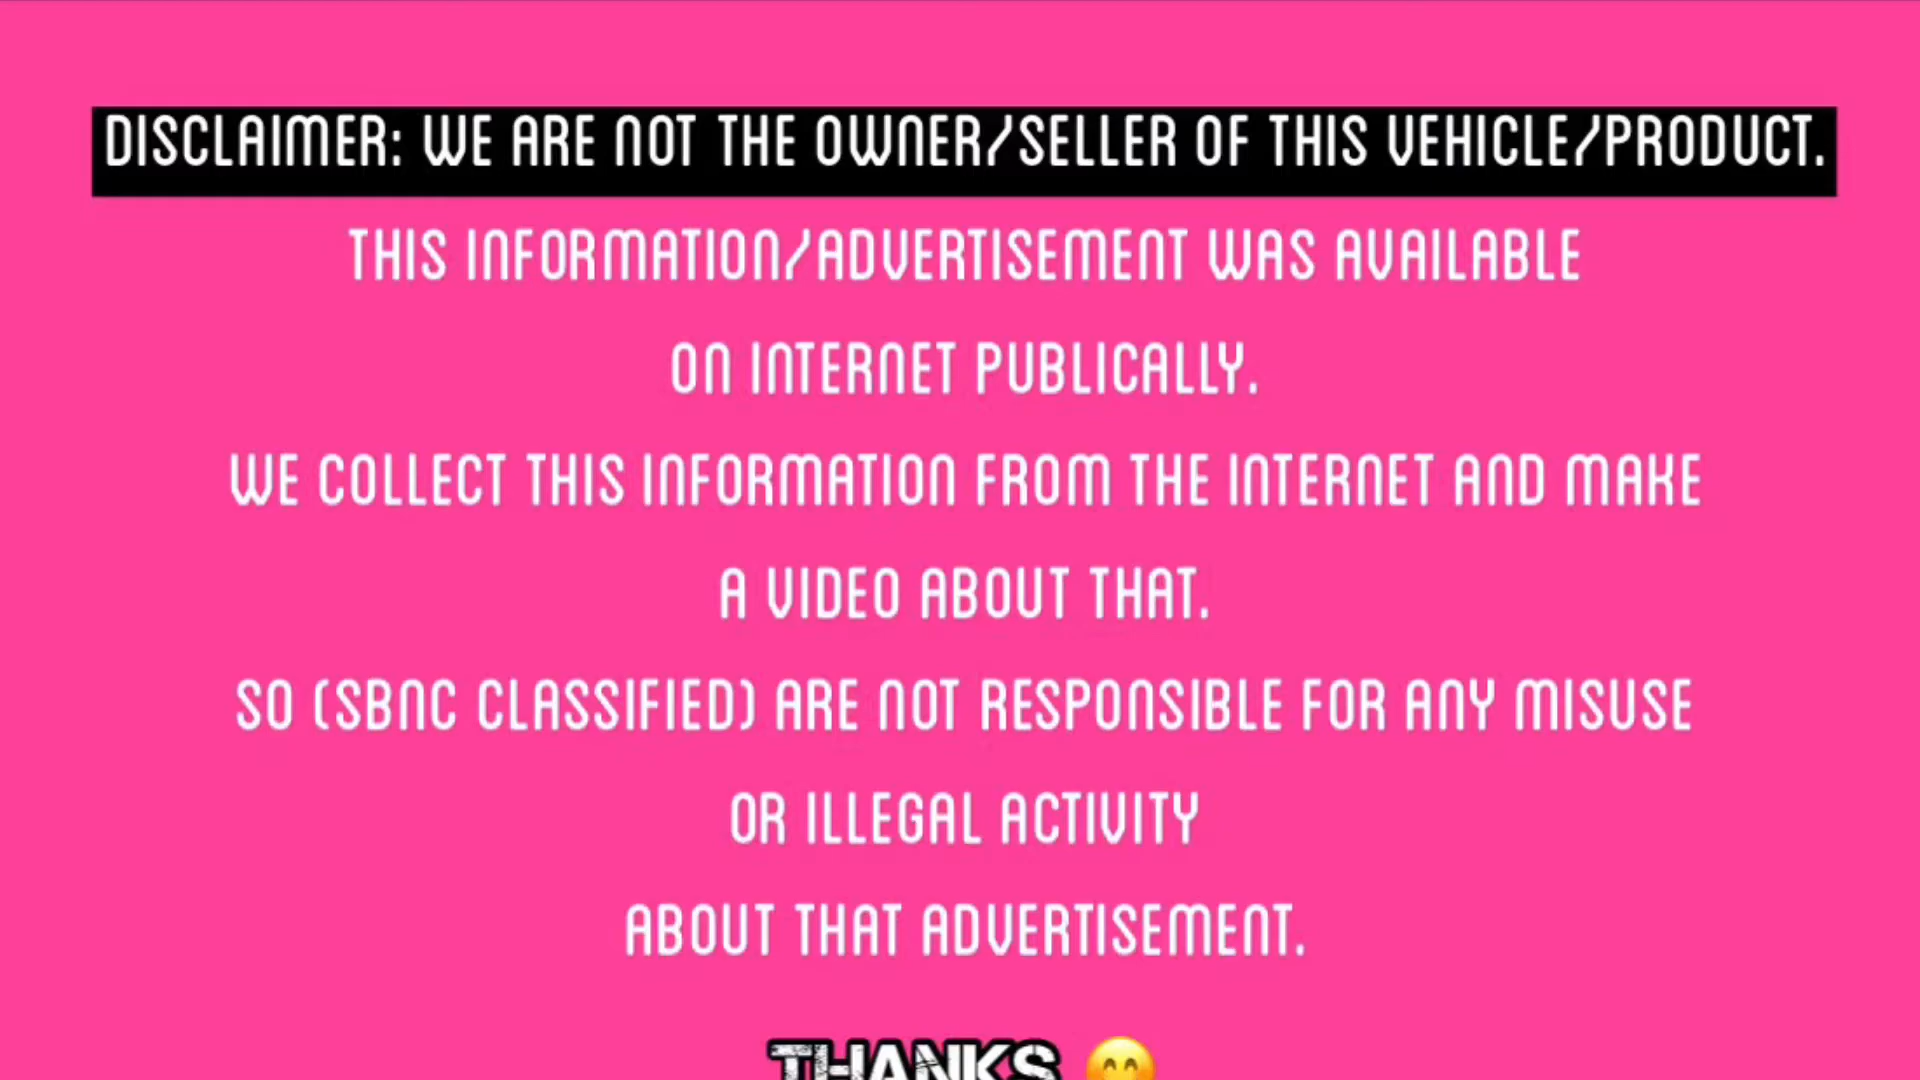 DISCLAIMER: WE ARE NOT THE OWNER/SELLER OF THIS VEHICLE/PRODUCT.
THIS INFORMATION/ADVERTISEMENT WAS AVAILABLE
ON INTERNET PUBLICALLY.
WE COLLECT THIS INFORMATION FROM THE INTERNET AND MAKE
A VIDEO ABOUT THAT.
SO (SBNC CLASSIFIED) ARE NOT RESPONSIBLE FOR ANY MISUSE
OR ILLEGAL ACTIVITY
ABOUT THAT ADVERTISEMENT.
THANKS 😊